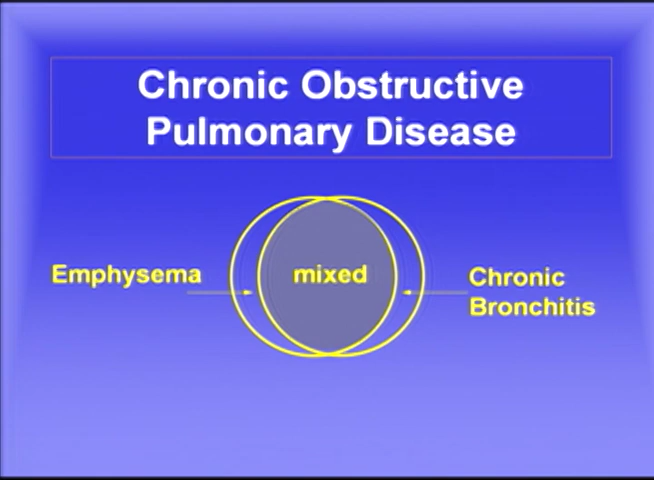 Chronic Obstructive
Pulmonary Disease
Emphysema
mixed
Chronic
Bronchitis